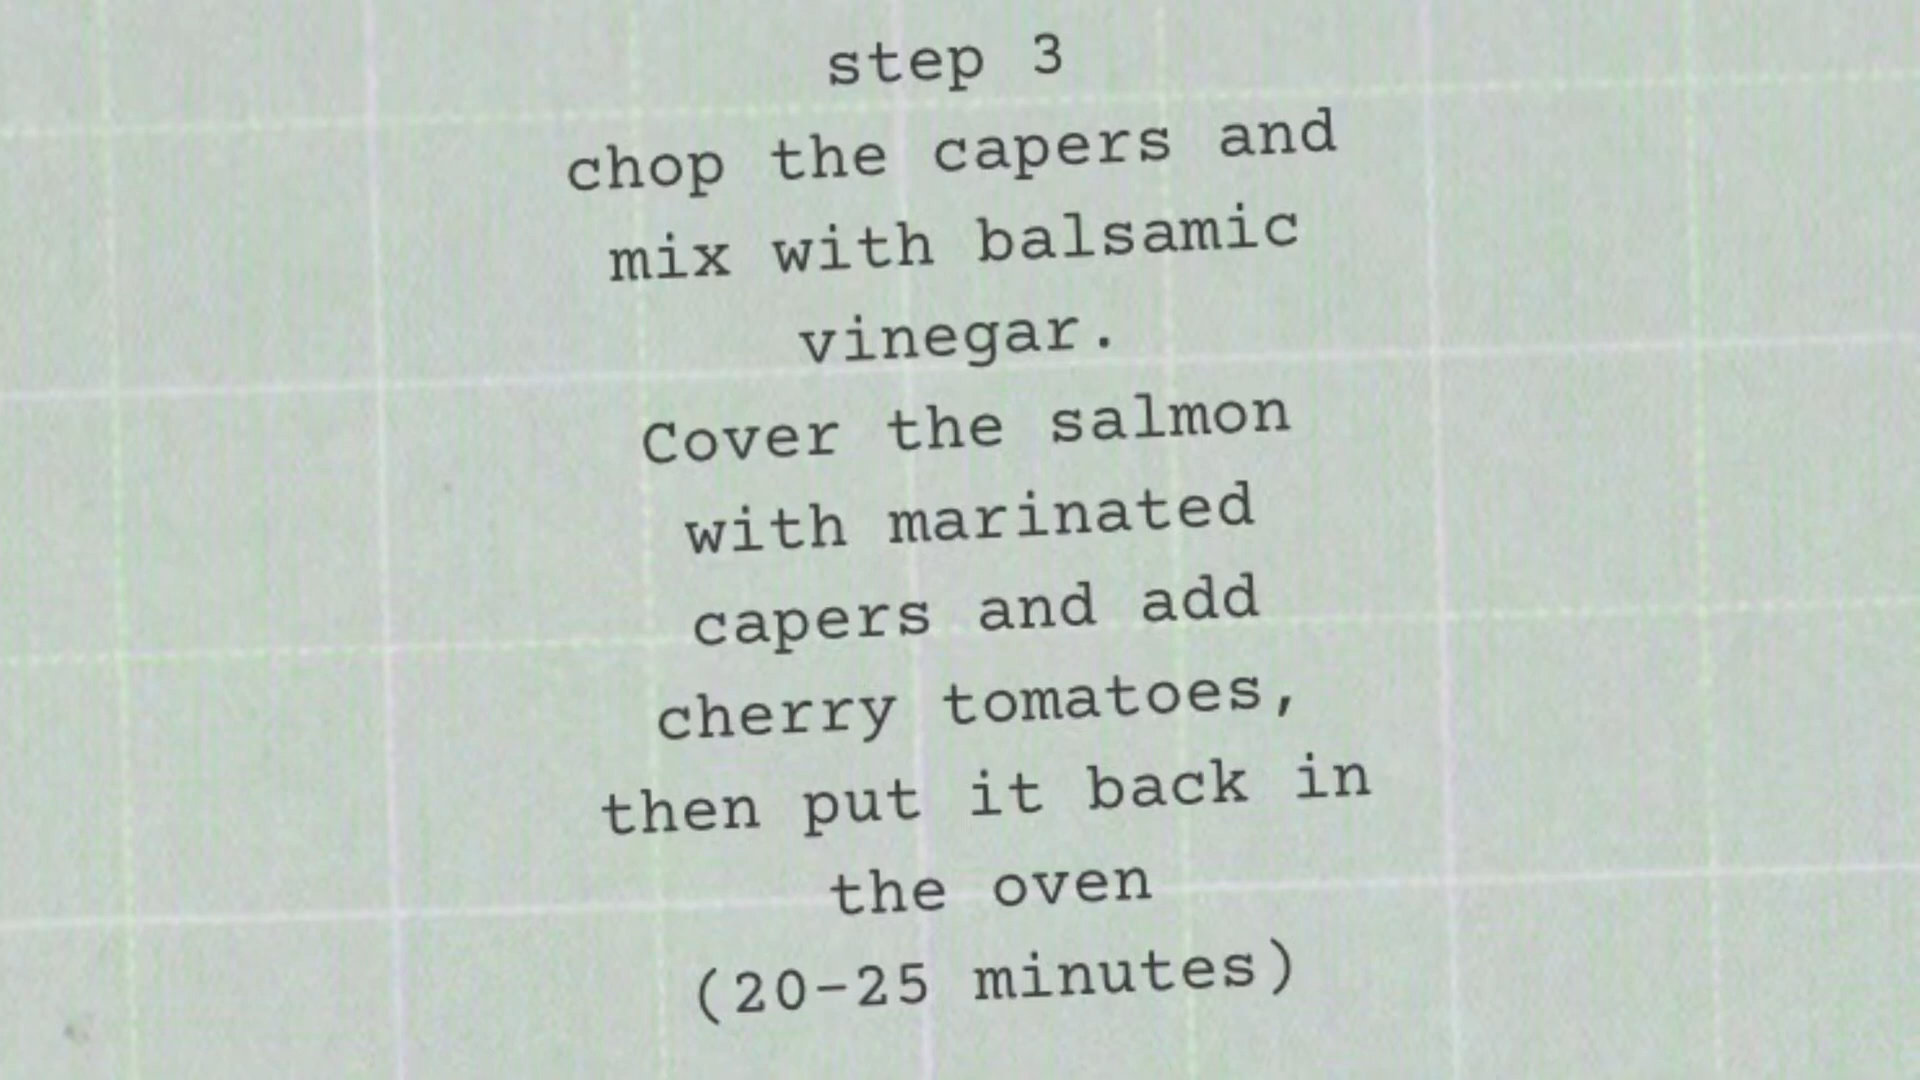 step 3
chop the capers and
mix with balsamic
vinegar.
Cover the salmon
with marinated
capers and add
cherry tomatoes,
then put it back in
the oven
(20-25 minutes)